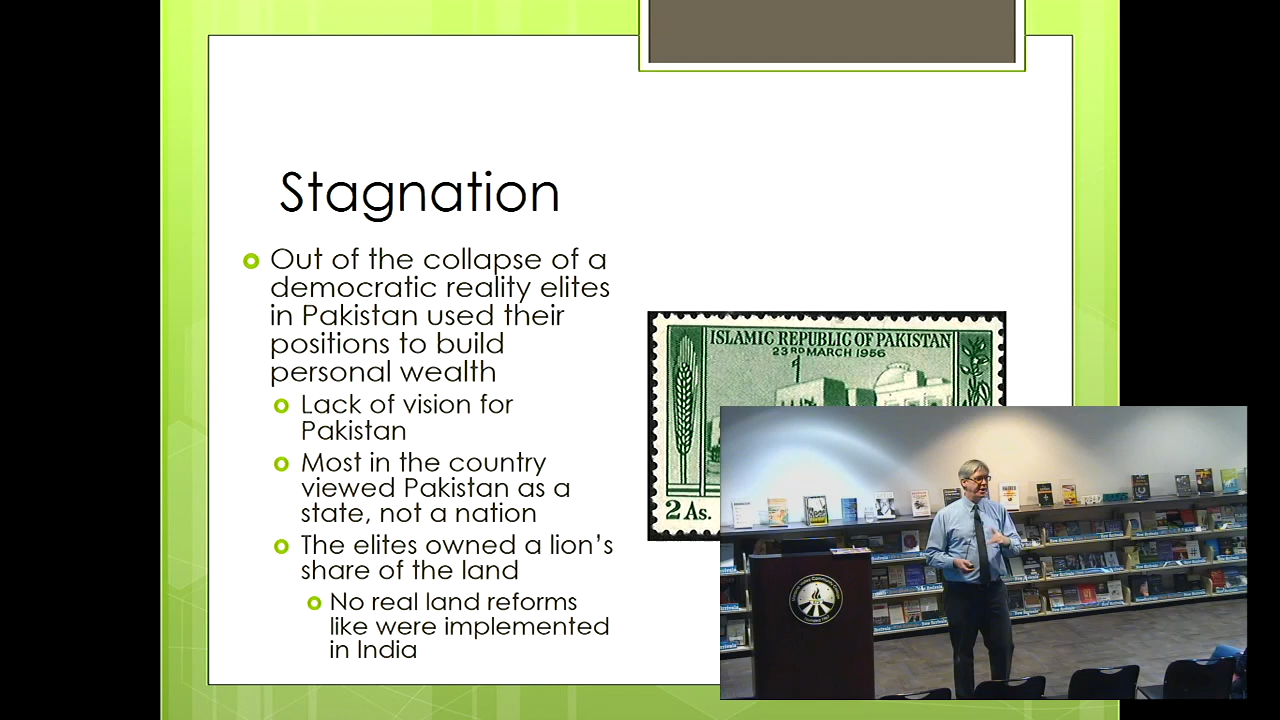 Stagnation
Out of the collapse of a
democratic reality elites
in Pakistan used their
positions to build
personal wealth
Lack of vision for
Pakistan
Most in the country
viewed Pakistan as a
state, not a nation
The elites owned a lion’s
share of the land
No real land reforms
like were implemented
in India
ISLAMIC REPUBLIC OF PAKISTAN
23RD MARCH 1956
2 As.